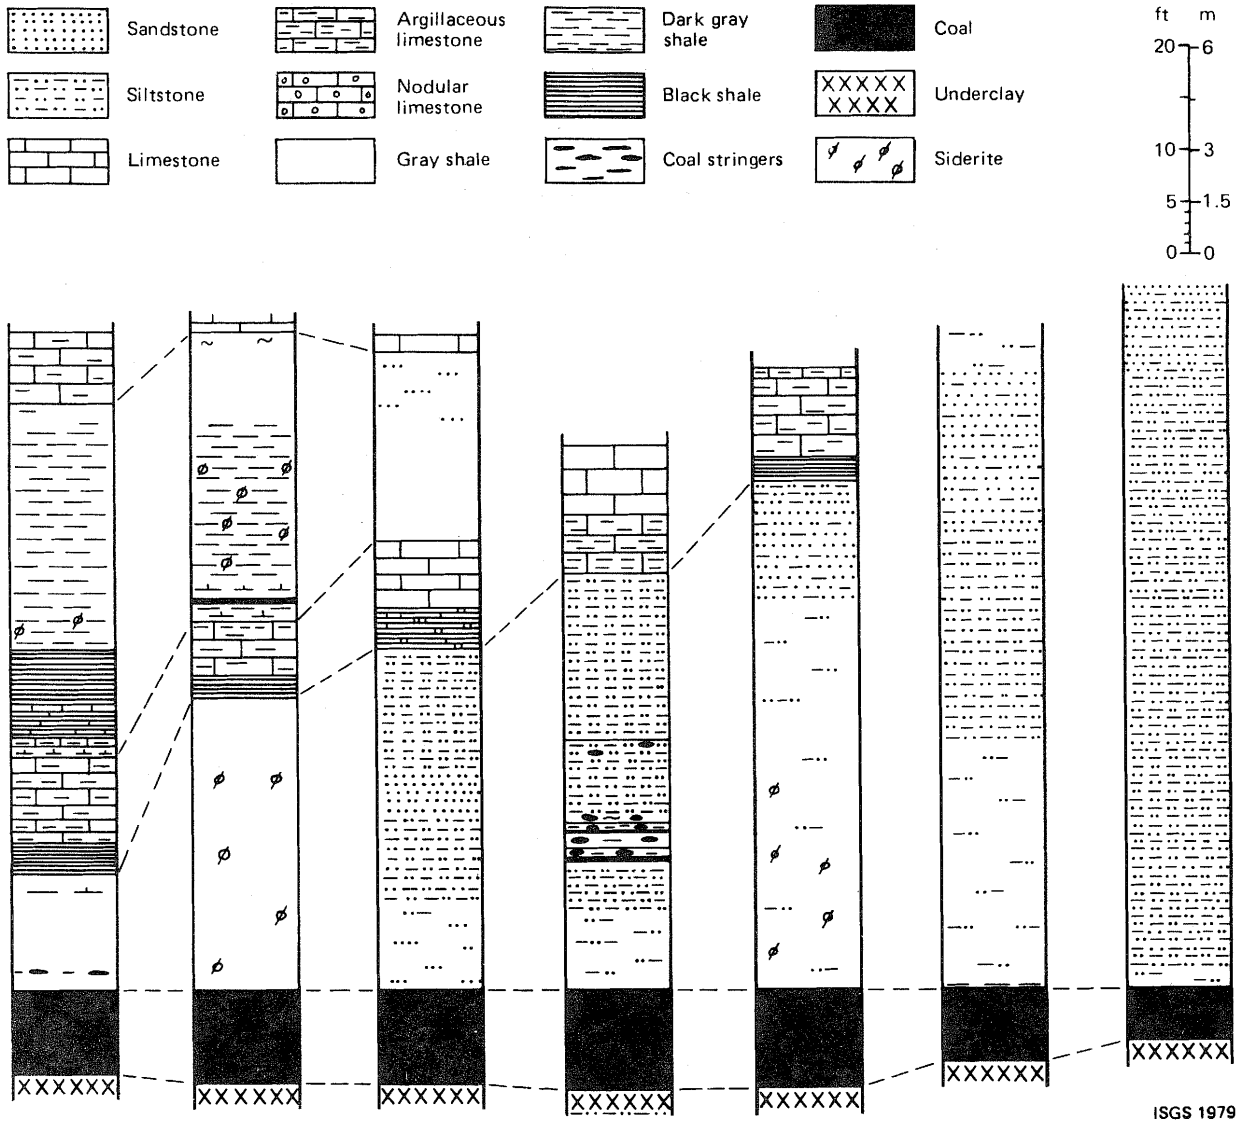 Sandstone
Argillaceous
limestone
Dark gray
shale
Coal
Siltstone
Nodular
limestone
Black shale
Underclay
Limestone
Gray shale
Coal stringers
Siderite
ft m
20 6
10 3
5 1.5
0 0
ISGS 1979